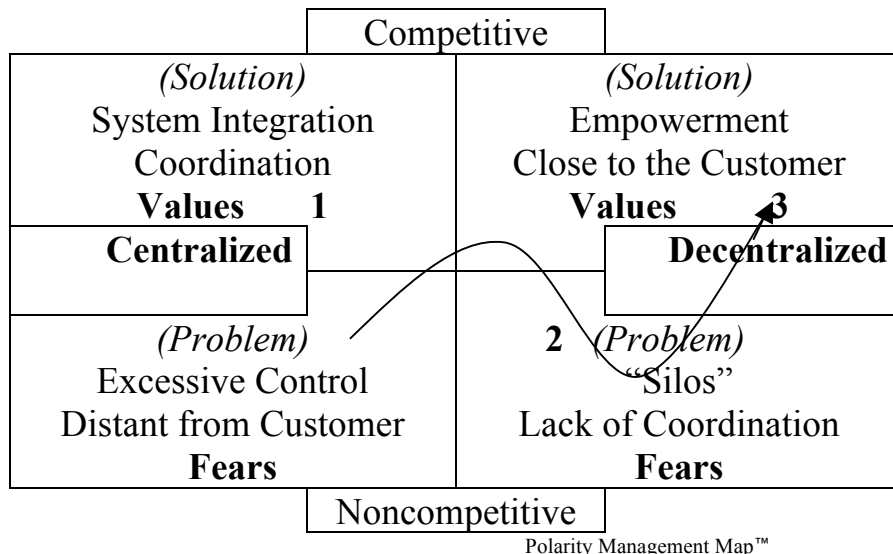 Competitive
(Solution)
System Integration
Coordination
Values 1
(Solution)
Empowerment
Close to the Customer
Values 3
Centralized
Decentralized
(Problem)
Excessive Control
Distant from Customer
Fears
2 (Problem)
“Silos”
Lack of Coordination
Fears
Noncompetitive
Polarity Management Map™